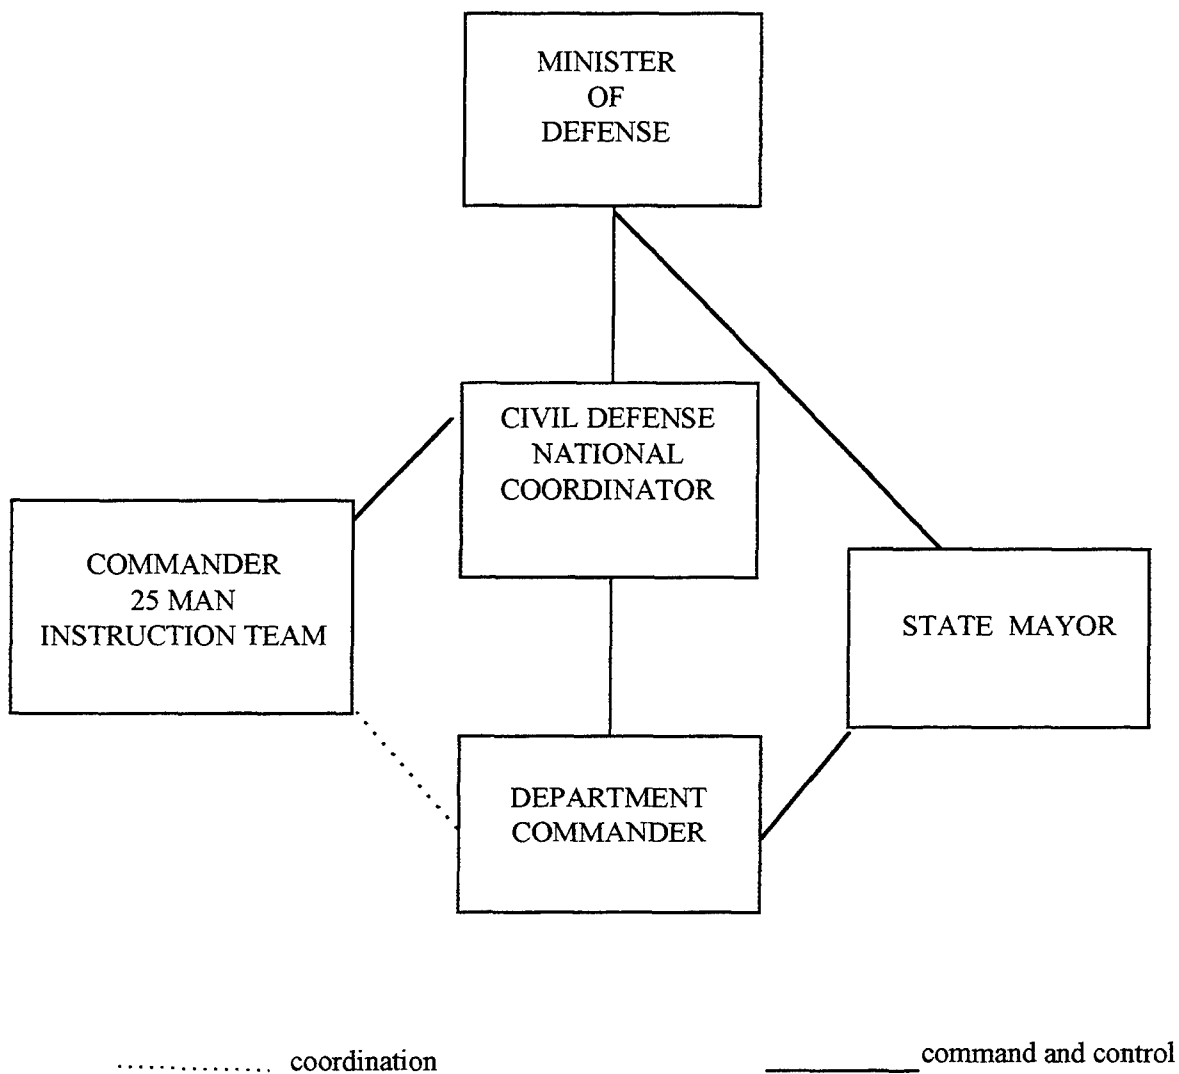 MINISTER
OF
DEFENSE
CIVIL DEFENSE
NATIONAL
COORDINATOR
COMMANDER
25 MAN
INSTRUCTION TEAM
STATE MAYOR
DEPARTMENT
COMMANDER
coordination
command and control